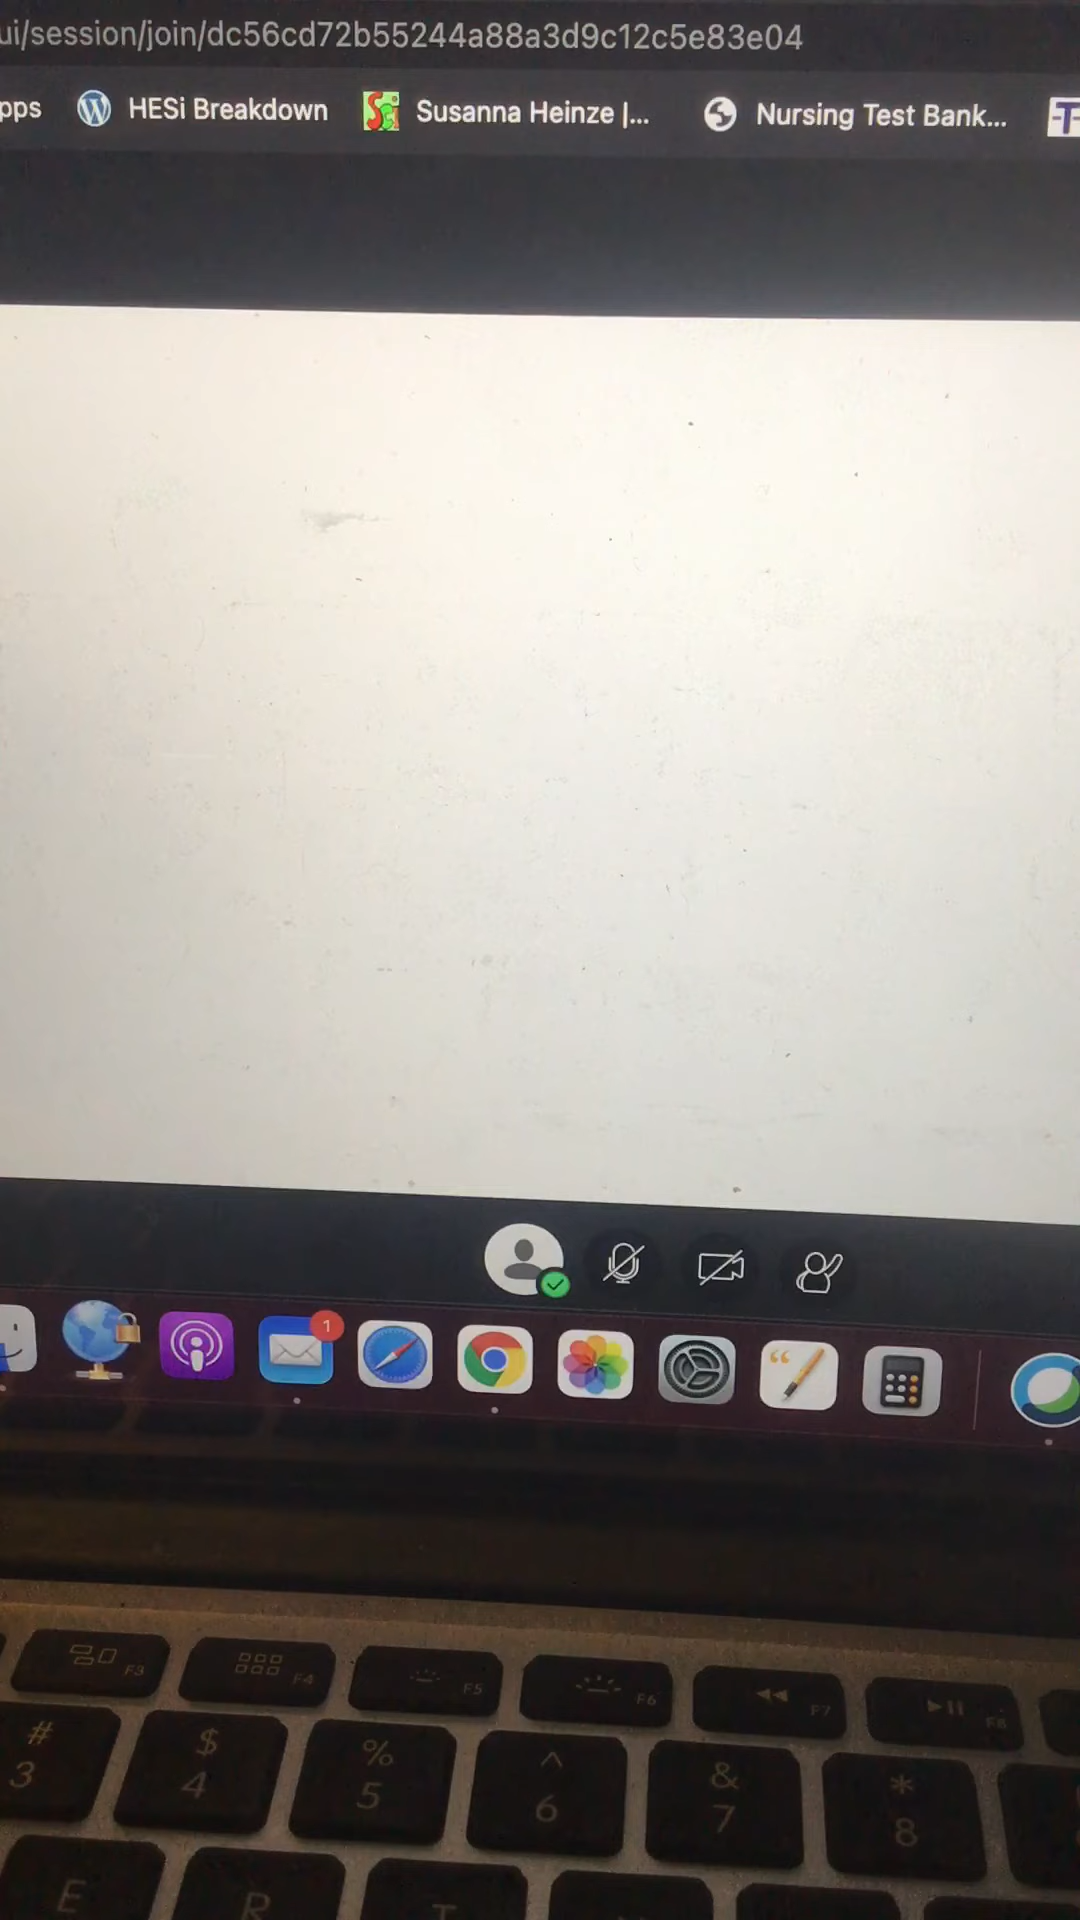 ui/session/join/dc56cd72b55244a88a3d9c12c5e83e04
pps HESi Breakdown Sci Susanna Heinze |... Nursing Test Bank... T
1
F3 F4 F5 F6 F7 F8
# $ % ^ & *
3 4 5 6 7 8
E R T